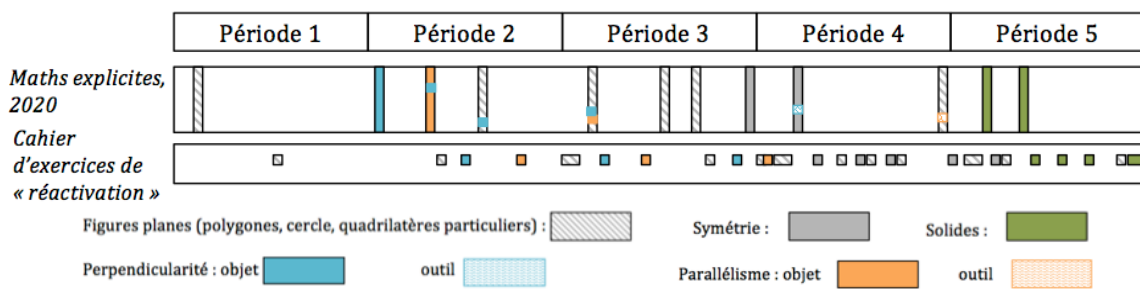 Période 1 Période 2 Période 3 Période 4 Période 5
Maths explicites,
2020
Cahier
d'exercices de
« réactivation »
Figures planes (polygones, cercle, quadrilatères particuliers) : Symétrie : Solides :
Perpendicularité : objet outil Parallélisme : objet outil